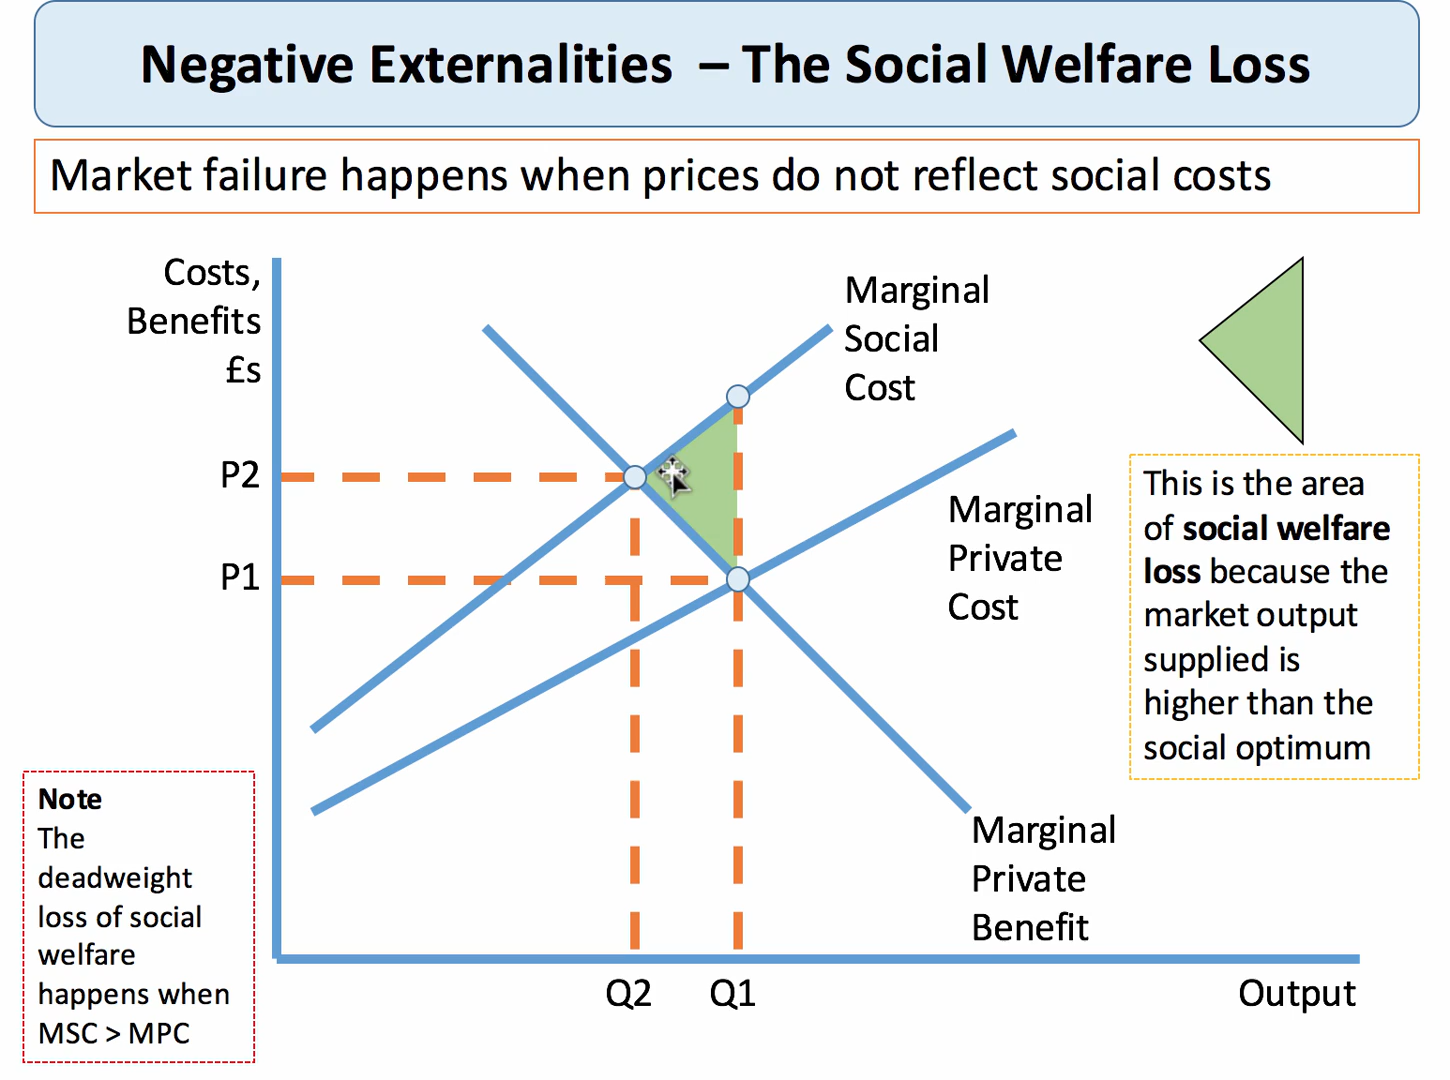 Negative Externalities – The Social Welfare Loss
Market failure happens when prices do not reflect social costs
Costs,
Benefits
£s
Marginal
Social
Cost
P2
P1
Marginal
Private
Cost
This is the area
of social welfare
loss because the
market output
supplied is
higher than the
social optimum
Note
The
deadweight
loss of social
welfare
happens when
MSC > MPC
Marginal
Private
Benefit
Q2
Q1
Output